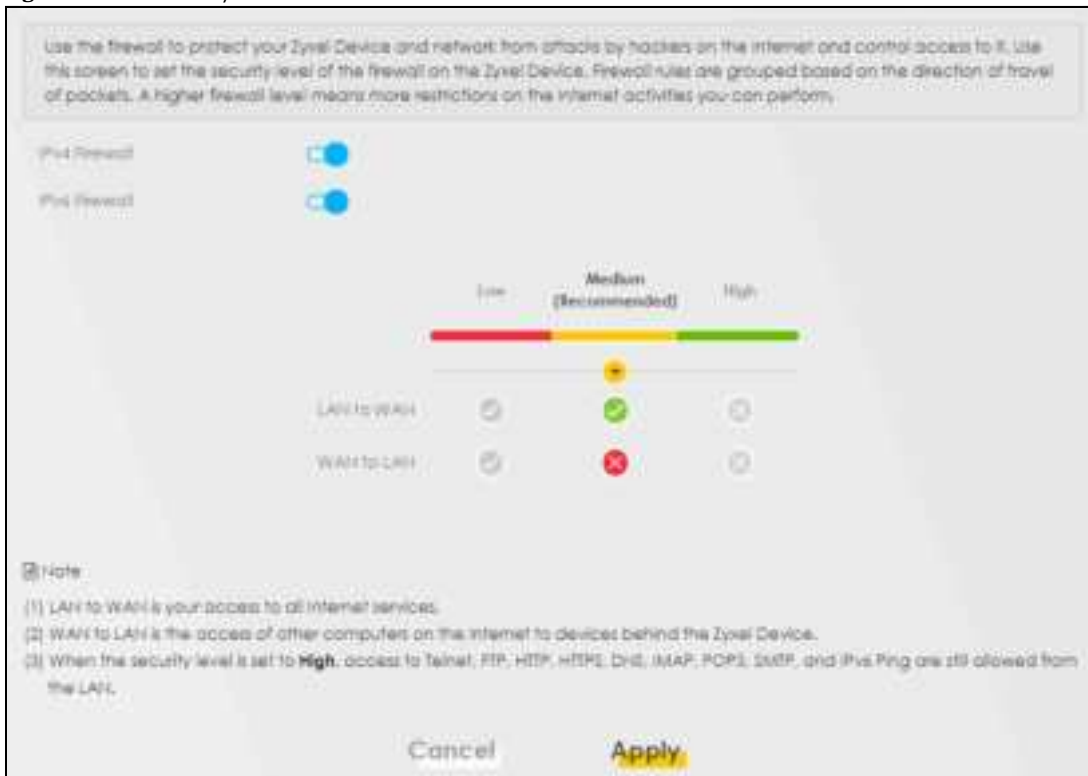 Use the firewall to protect your Zyxel Device and network from attacks by hackers on the Internet and control access to it. Use
this screen to set the security level of the firewall on the Zyxel Device. Firewall rules are grouped based on the direction of travel
of packets. A higher firewall level means more restrictions on the Internet activities you can perform.
IPv4 Firewall
IPv6 Firewall
Low
Medium
(Recommended)
High
LAN to WAN
WAN to LAN
Note
(1) LAN to WAN is your access to all Internet services.
(2) WAN to LAN is the access of other computers on the Internet to devices behind the Zyxel Device.
(3) When the security level is set to High, access to Telnet, FTP, HTTP, HTTPS, DNS, IMAP, POP3, SMTP, and IPv6 Ping are still allowed from
the LAN.
Cancel
Apply